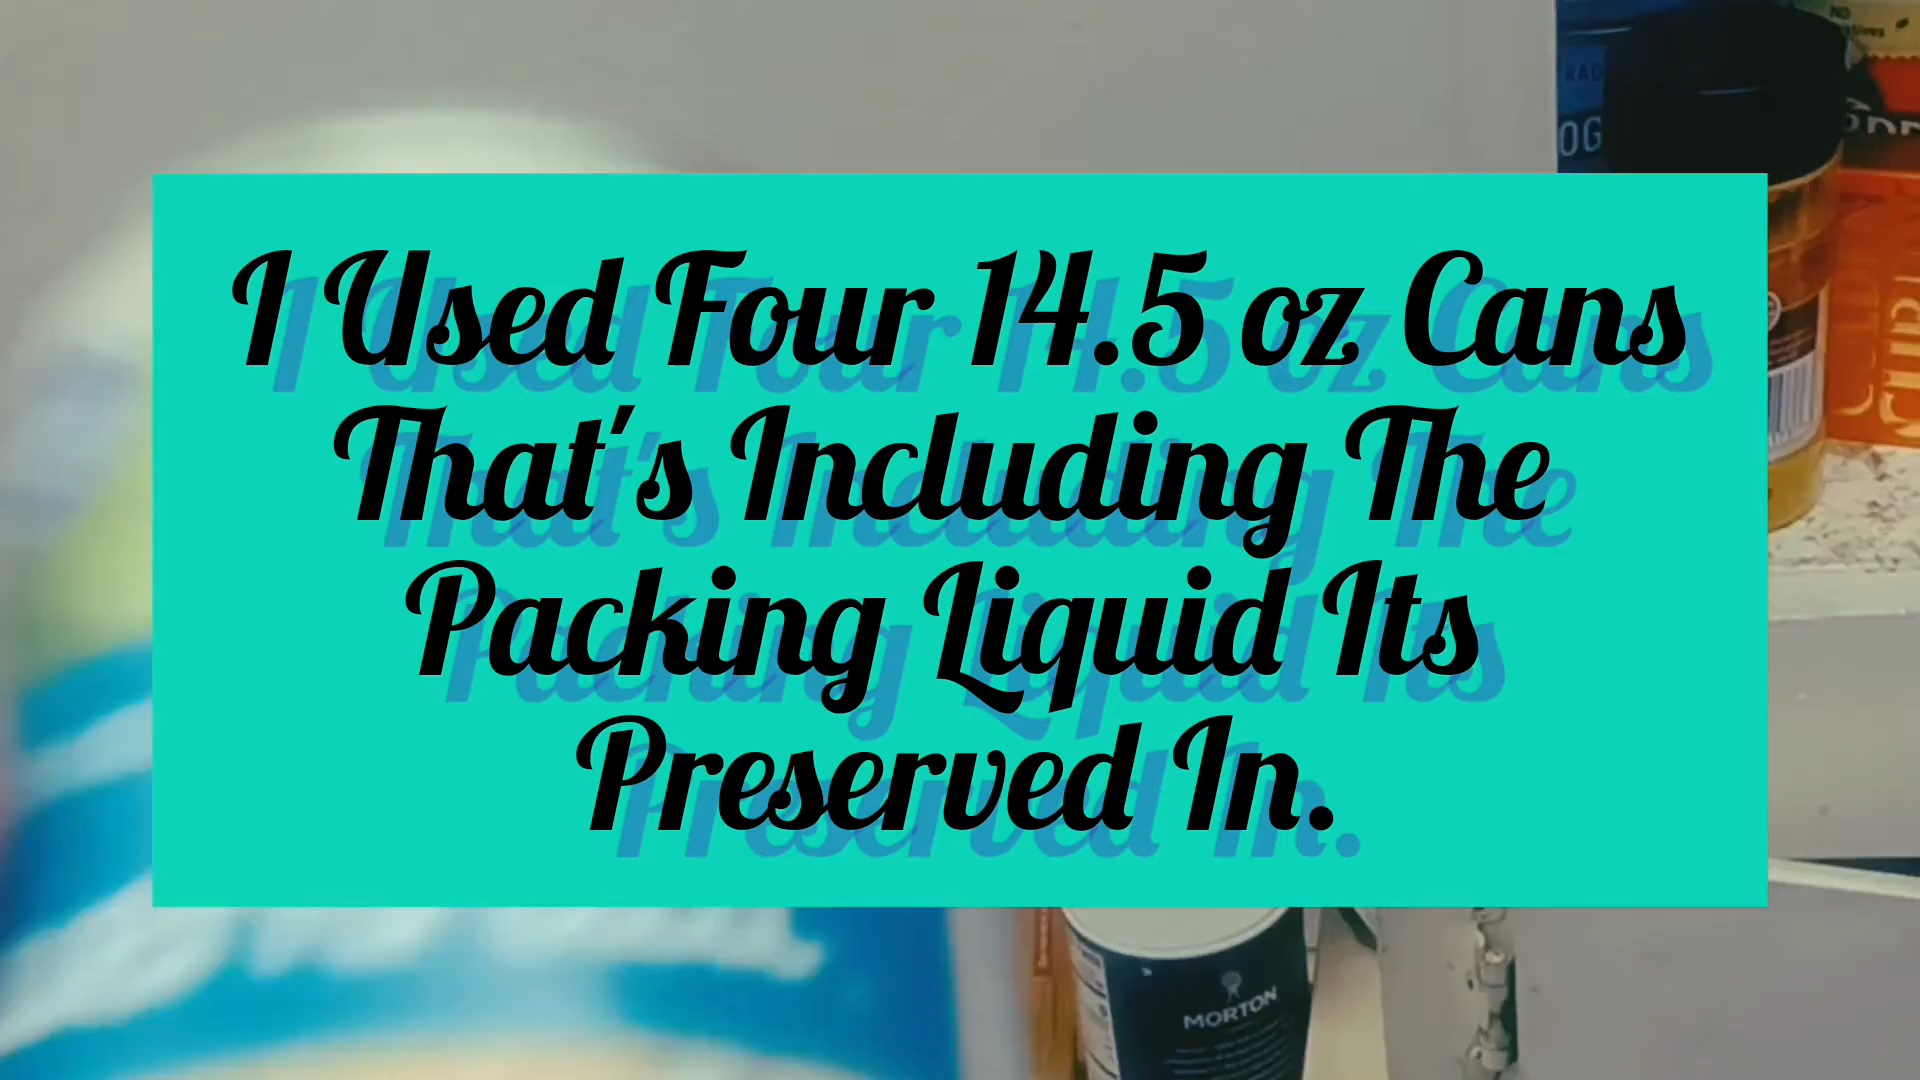 I Used Four 14.5 oz Cans
That's Including The
Packing Liquid Its
Preserved In.
MORTON